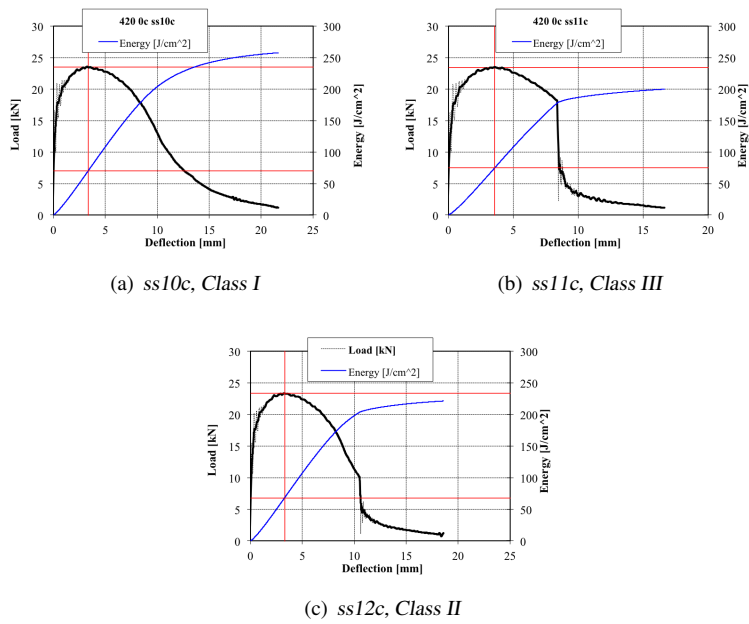 420 0c ss10c
Energy [J/cm^2]
30
25
20
15
10
5
0
Load [kN]
300
250
200
150
100
50
0
Energy [J/cm^2]
0 5 10 15 20 25
Deflection [mm]
(a) ss10c, Class I
420 0c ss11c
Energy [J/cm^2]
30
25
20
15
10
5
0
Load [kN]
300
250
200
150
100
50
0
Energy [J/cm^2]
0 5 10 15 20
Deflection [mm]
(b) ss11c, Class III
Load [kN]
Energy [J/cm^2]
30
25
20
15
10
5
0
Load [kN]
300
250
200
150
100
50
0
Energy [J/cm^2]
0 5 10 15 20 25
Deflection [mm]
(c) ss12c, Class II